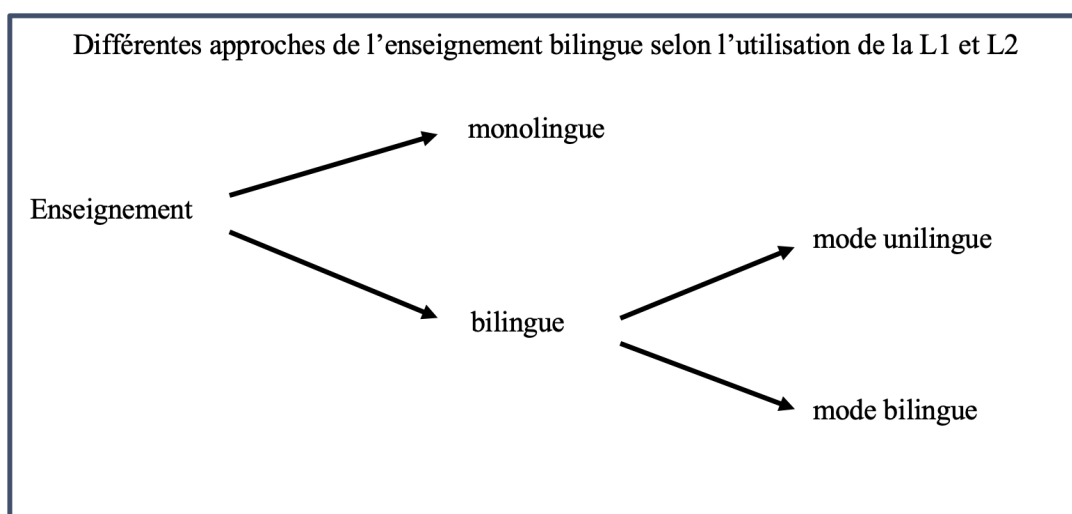 Différentes approches de l’enseignement bilingue selon l’utilisation de la L1 et L2
monolingue
Enseignement
mode unilingue
bilingue
mode bilingue